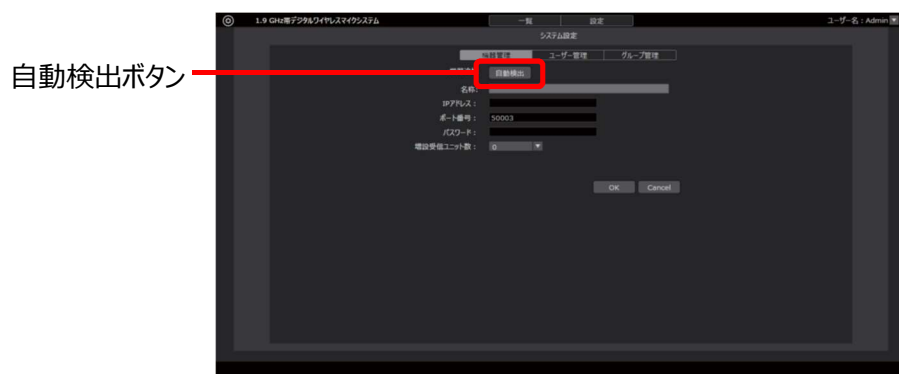 1.9 GHz帯デジタルワイヤレスマイクシステム 一覧 設定 ユーザー名：Admin
システム設定
機器管理 ユーザー管理 グループ管理
自動検出ボタン
自動検出
名称：
IPアドレス：
ポート番号： 50003
パスワード：
増設受信ユニット数： 0
OK Cancel